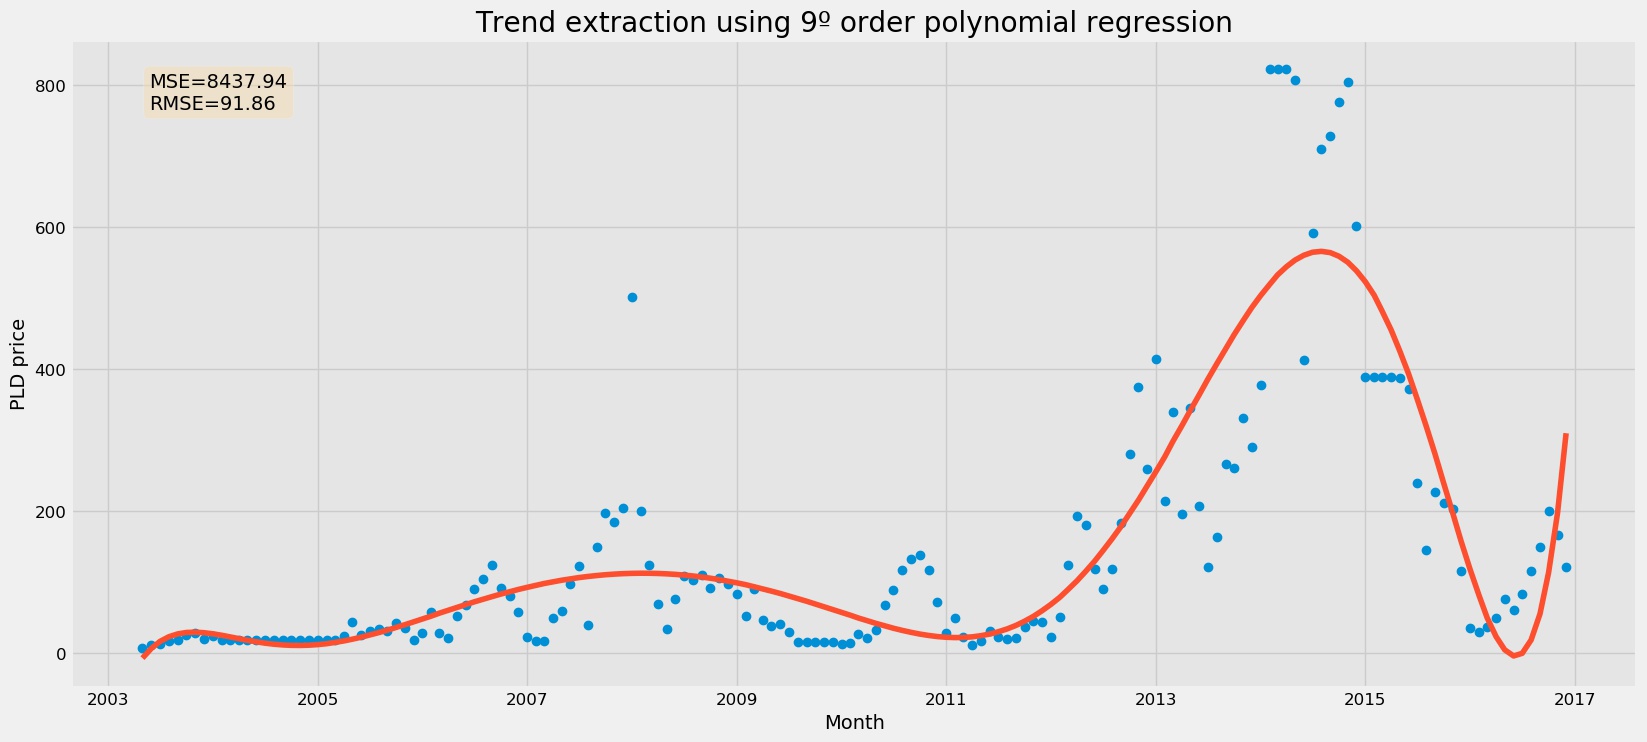 Trend extraction using 9º order polynomial regression
MSE=8437.94
RMSE=91.86
PLD price
800
600
400
200
0
2003 2005 2007 2009 2011 2013 2015 2017
Month